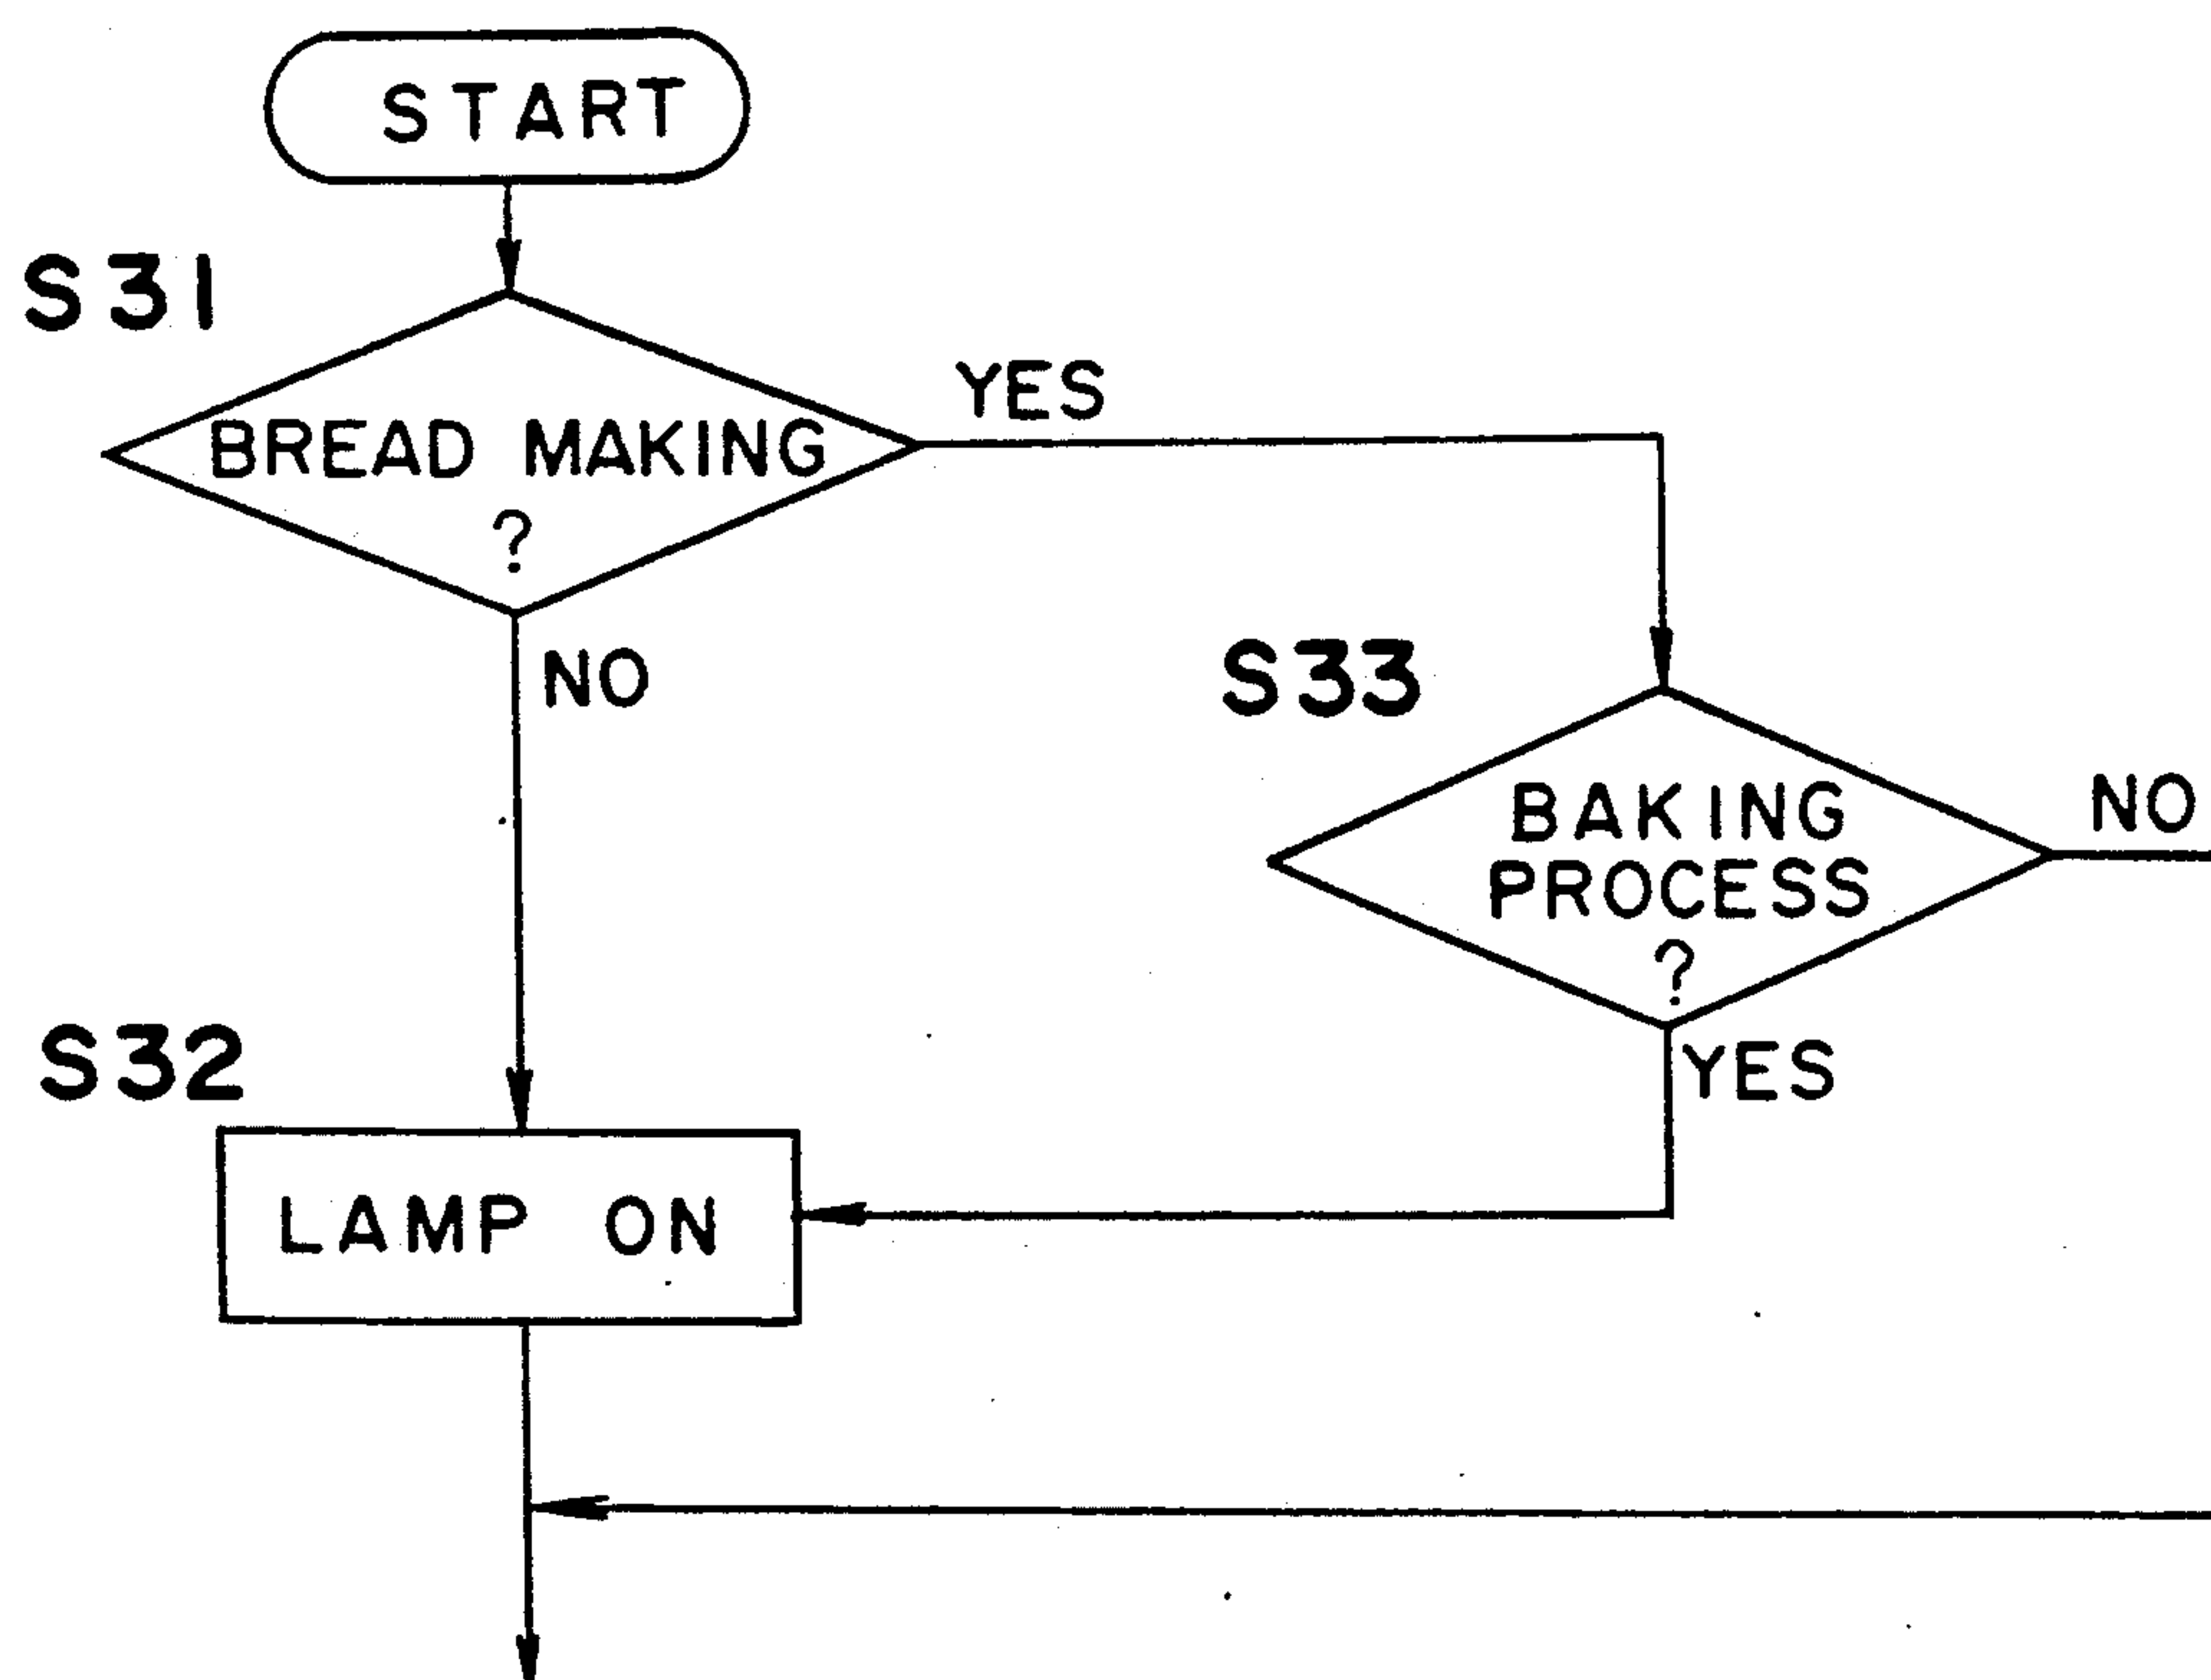 START
S31
YES
BREAD MAKING
?
NO
S33
BAKING
PROCESS
?
NO
YES
S32
LAMP ON